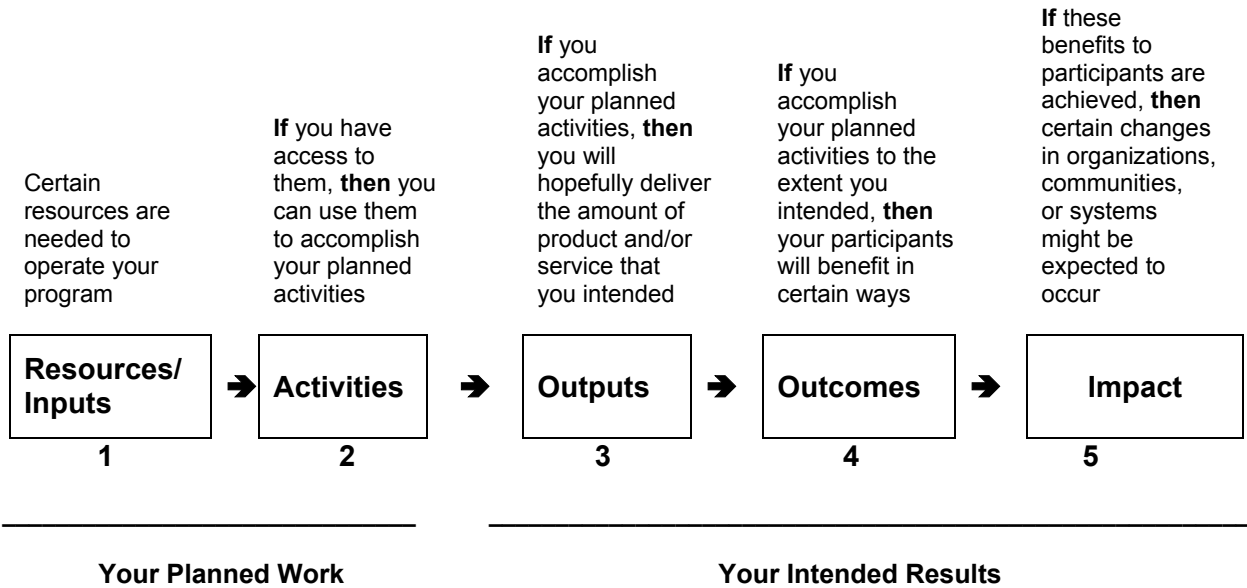 Certain
resources are
needed to
operate your
program
If you have
access to
them, then you
can use them
to accomplish
your planned
activities
If you
accomplish
your planned
activities, then
you will
hopefully deliver
the amount of
product and/or
service that
you intended
If you
accomplish
your planned
activities to the
extent you
intended, then
your participants
will benefit in
certain ways
If these
benefits to
participants are
achieved, then
certain changes
in organizations,
communities,
or systems
might be
expected to
occur
Resources/
Inputs
Activities
Outputs
Outcomes
Impact
1
2
3
4
5
Your Planned Work
Your Intended Results